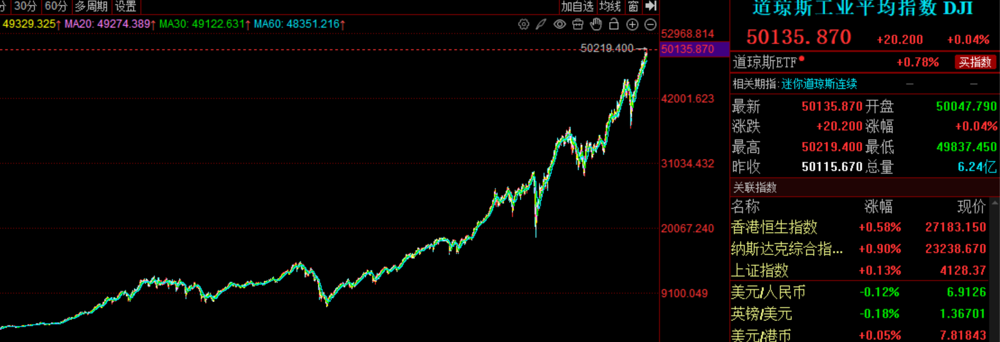 分 30分 60分 多周期 设置 加自选 均线 窗
49329.325↑ MA20: 49274.389↑ MA30: 49122.631↑ MA60: 48351.216↑
50219.400
52968.814
50135.870
42001.623
31034.432
20067.240
9100.049
道琼斯工业平均指数 DJI
50135.870 +20.200 +0.04%
道琼斯ETF +0.78% 买指数
相关期指:迷你道琼斯连续 — —
最新 50135.870 开盘 50047.790
涨跌 +20.200 涨幅 +0.04%
最高 50219.400 最低 49837.450
昨收 50115.670 总量 6.24亿
关联指数
名称 涨幅 现价
香港恒生指数 +0.58% 27183.150
纳斯达克综合指... +0.90% 23238.670
上证指数 +0.13% 4128.37
美元/人民币 -0.12% 6.9126
英镑/美元 -0.18% 1.36701
美元/港币 +0.05% 7.81843